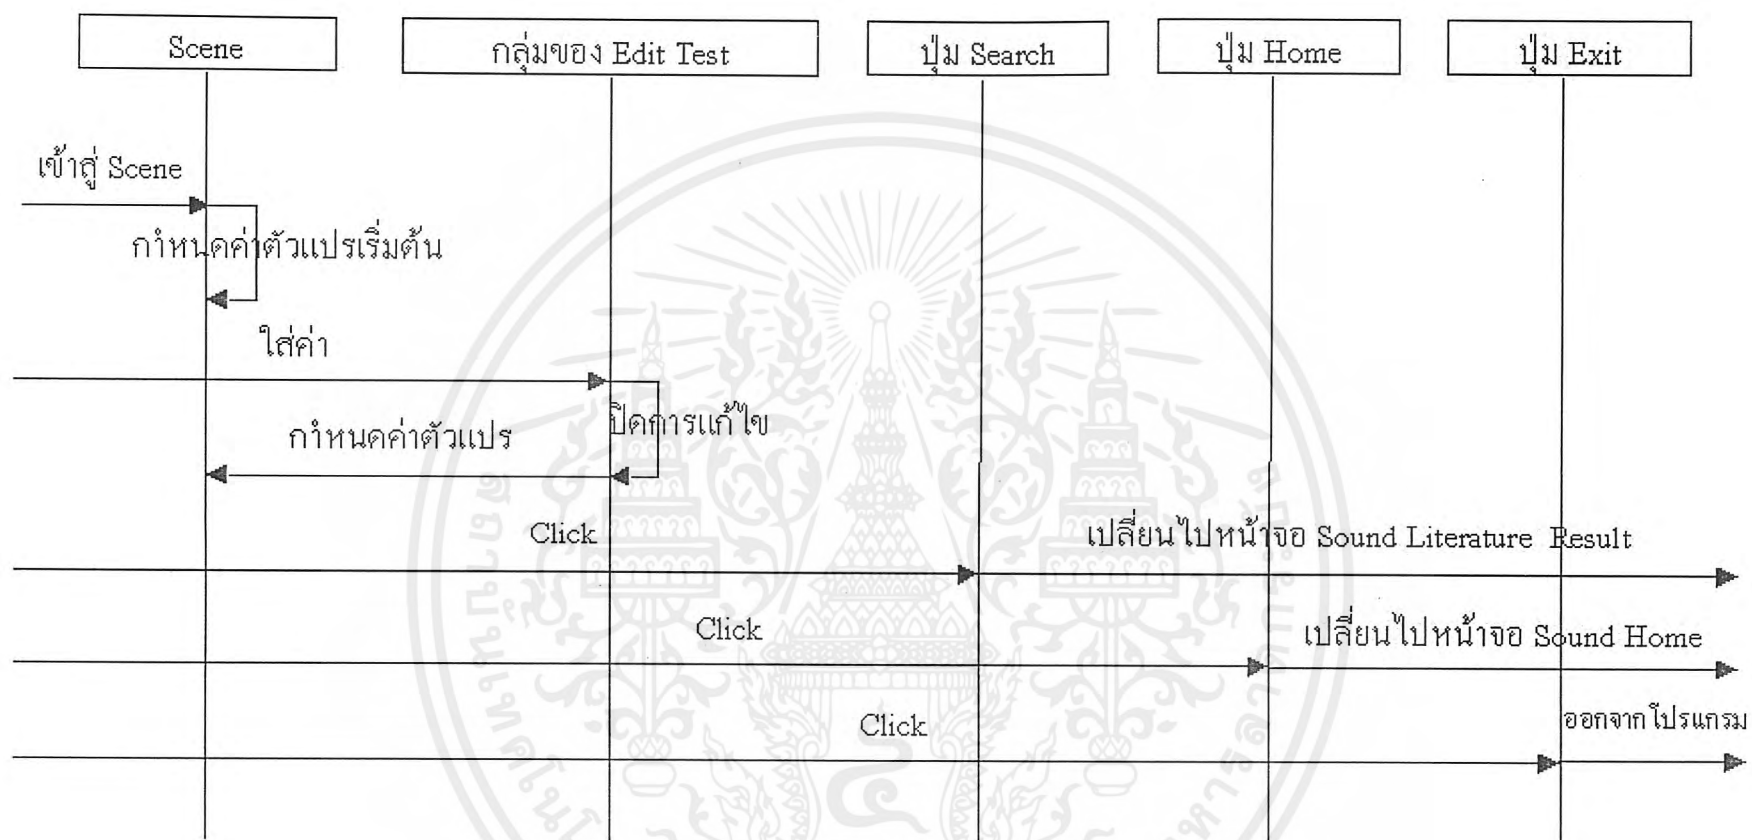 Scene
กลุ่มของ Edit Test
ปุ่ม Search
ปุ่ม Home
ปุ่ม Exit
เข้าสู่ Scene
กำหนดค่าตัวแปรเริ่มต้น
ใส่ค่า
ปิดการแก้ไข
กำหนดค่าตัวแปร
Click
เปลี่ยนไปหน้าจอ Sound Literature Result
Click
เปลี่ยนไปหน้าจอ Sound Home
Click
ออกจากโปรแกรม